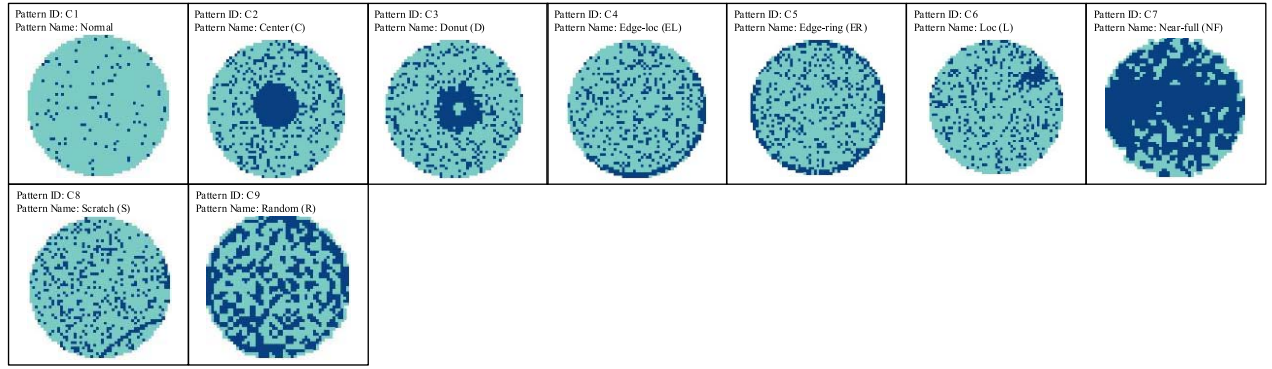 Pattern ID: C1
Pattern Name: Normal
Pattern ID: C2
Pattern Name: Center (C)
Pattern ID: C3
Pattern Name: Donut (D)
Pattern ID: C4
Pattern Name: Edge-loc (EL)
Pattern ID: C5
Pattern Name: Edge-ring (ER)
Pattern ID: C6
Pattern Name: Loc (L)
Pattern ID: C7
Pattern Name: Near-full (NF)
Pattern ID: C8
Pattern Name: Scratch (S)
Pattern ID: C9
Pattern Name: Random (R)